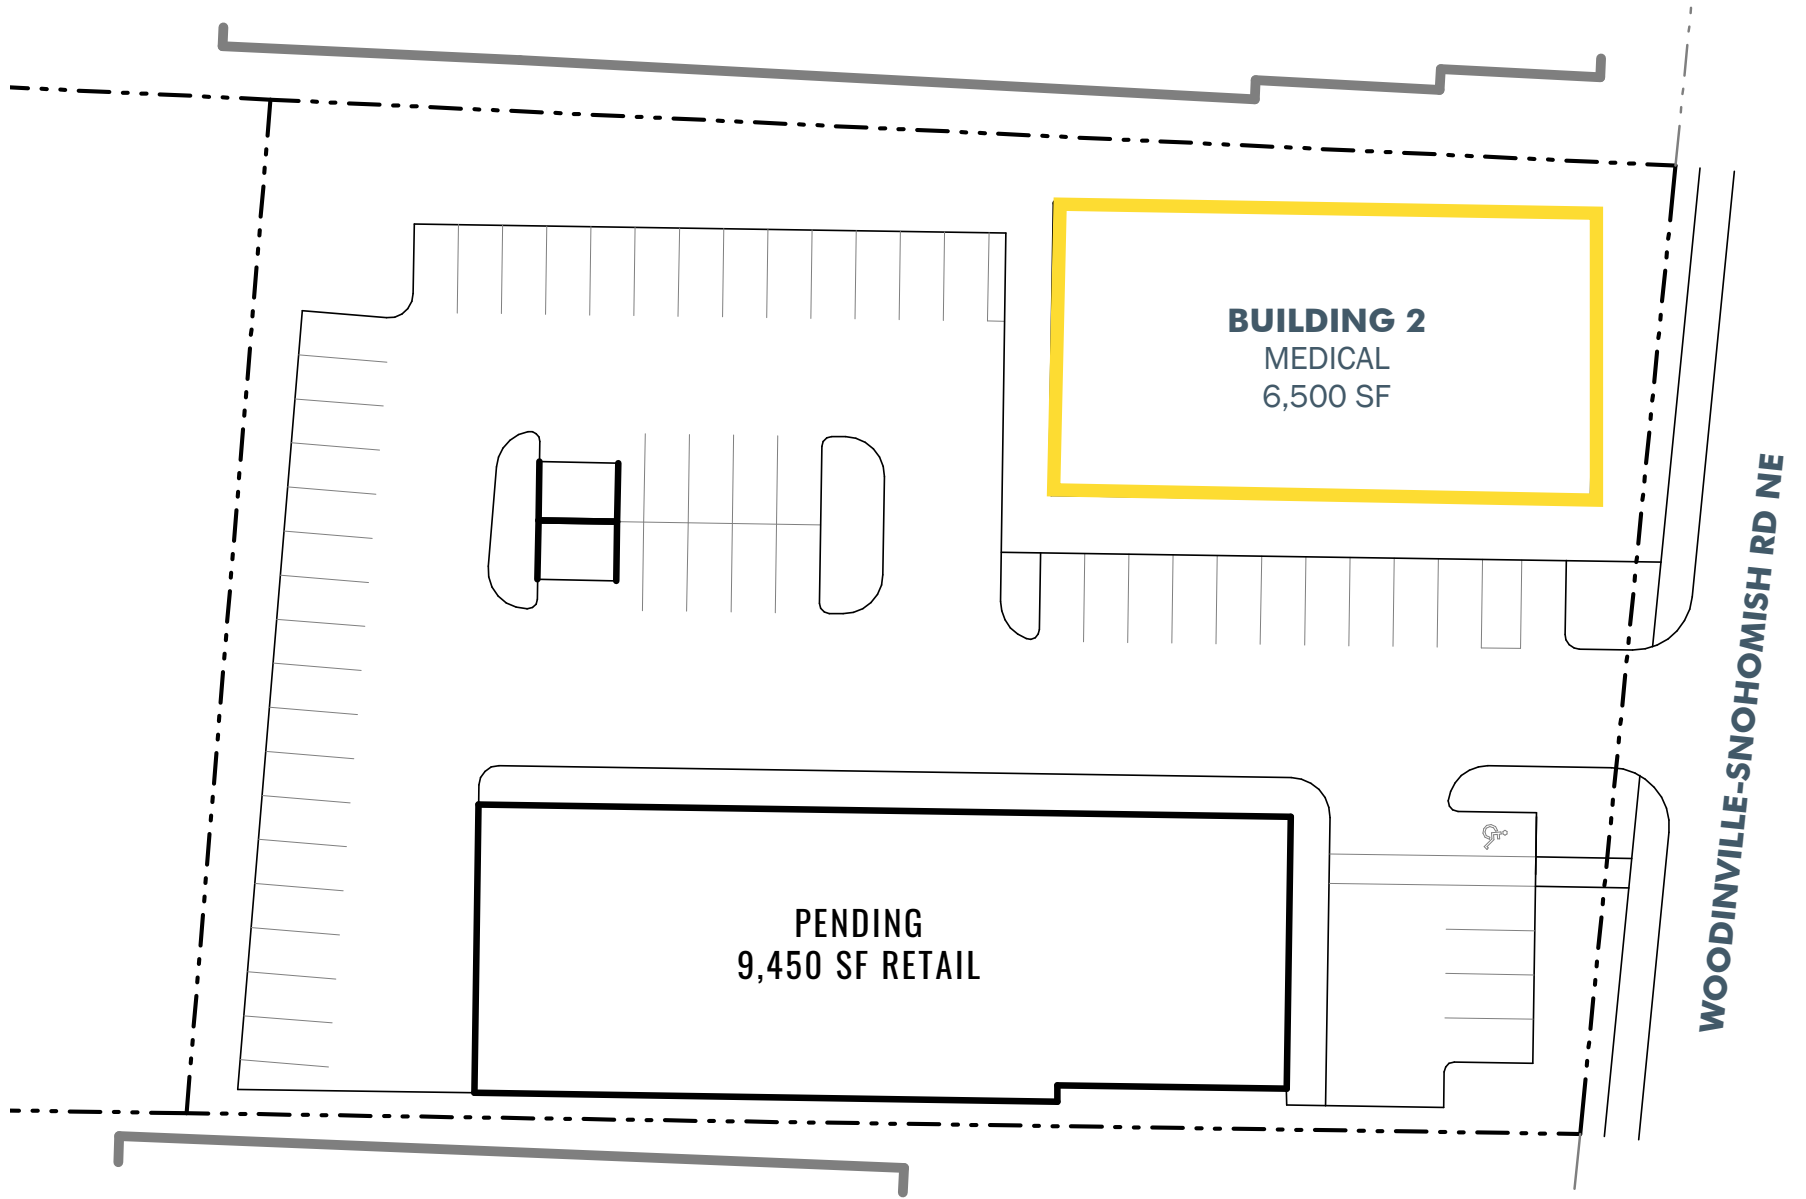 BUILDING 2
MEDICAL
6,500 SF
WOODINVILLE-SNOHOMISH RD NE
PENDING
9,450 SF RETAIL